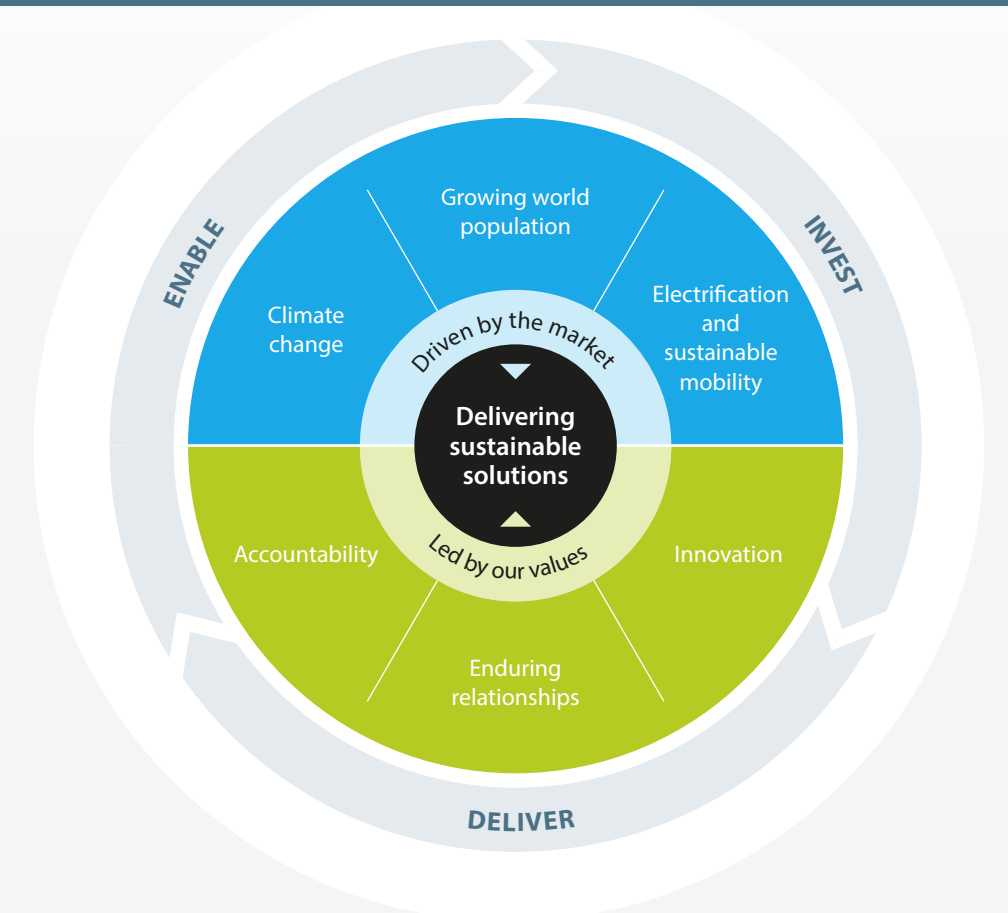 ENABLE
INVEST
Growing world
population
Climate
change
Electrification
and
sustainable
mobility
Driven by the market
Delivering
sustainable
solutions
Led by our values
Accountability
Innovation
Enduring
relationships
DELIVER